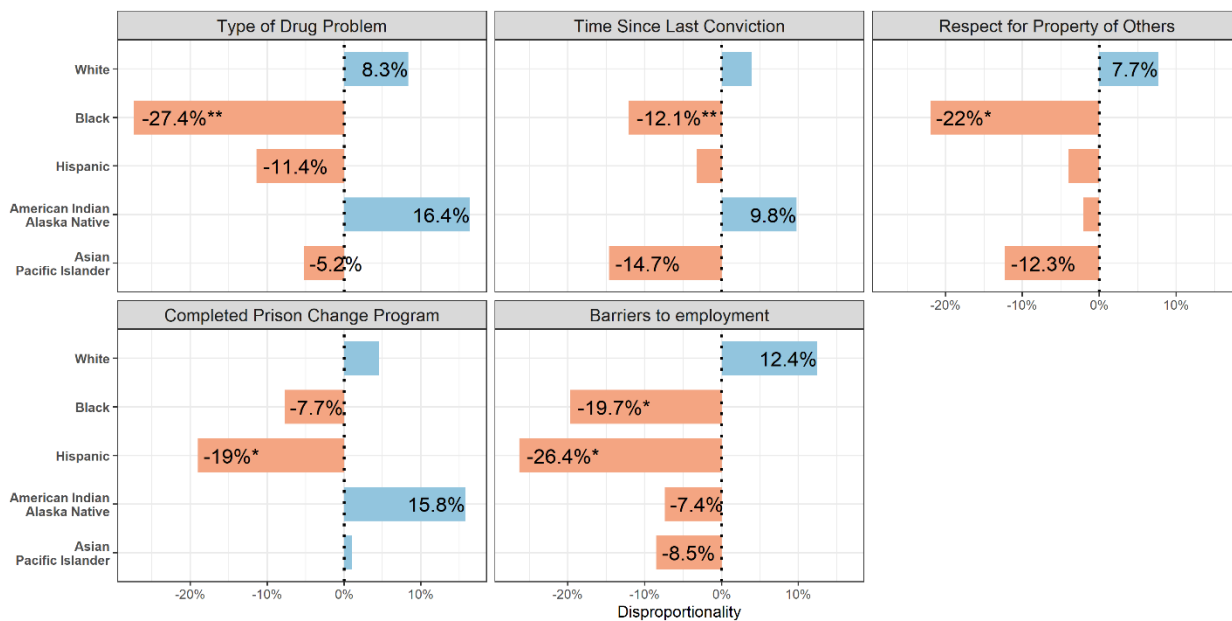 Type of Drug Problem
Time Since Last Conviction
Respect for Property of Others
White
8.3%
7.7%
Black
-27.4%**
-12.1%**
-22%*
Hispanic
-11.4%
American Indian
Alaska Native
16.4%
9.8%
Asian
Pacific Islander
-5.2%
-14.7%
-12.3%
-20%
-10%
0%
10%
Completed Prison Change Program
Barriers to employment
White
12.4%
Black
-7.7%
-19.7%*
Hispanic
-19%*
-26.4%*
American Indian
Alaska Native
15.8%
-7.4%
Asian
Pacific Islander
-8.5%
-20%
-10%
0%
10%
-20%
-10%
0%
10%
Disproportionality